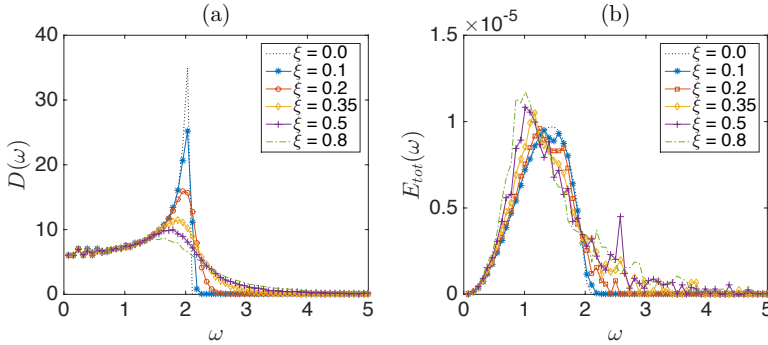 (a)
D(ω)
40
30
20
10
0
0 1 2 3 4 5
ω
ξ = 0.0
ξ = 0.1
ξ = 0.2
ξ = 0.35
ξ = 0.5
ξ = 0.8
(b)
×10⁻⁵
E_tot(ω)
1.5
1
0.5
0
0 1 2 3 4 5
ω
ξ = 0.0
ξ = 0.1
ξ = 0.2
ξ = 0.35
ξ = 0.5
ξ = 0.8